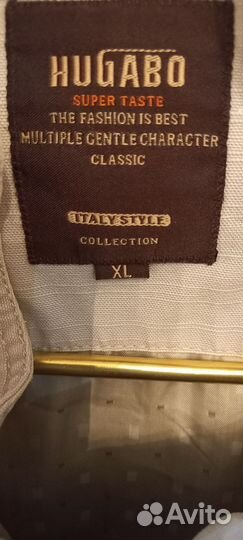 HUGABO
SUPER TASTE
THE FASHION IS BEST
MULTIPLE GENTLE CHARACTER
CLASSIC
ITALY STYLE
COLLECTION
XL
Avito